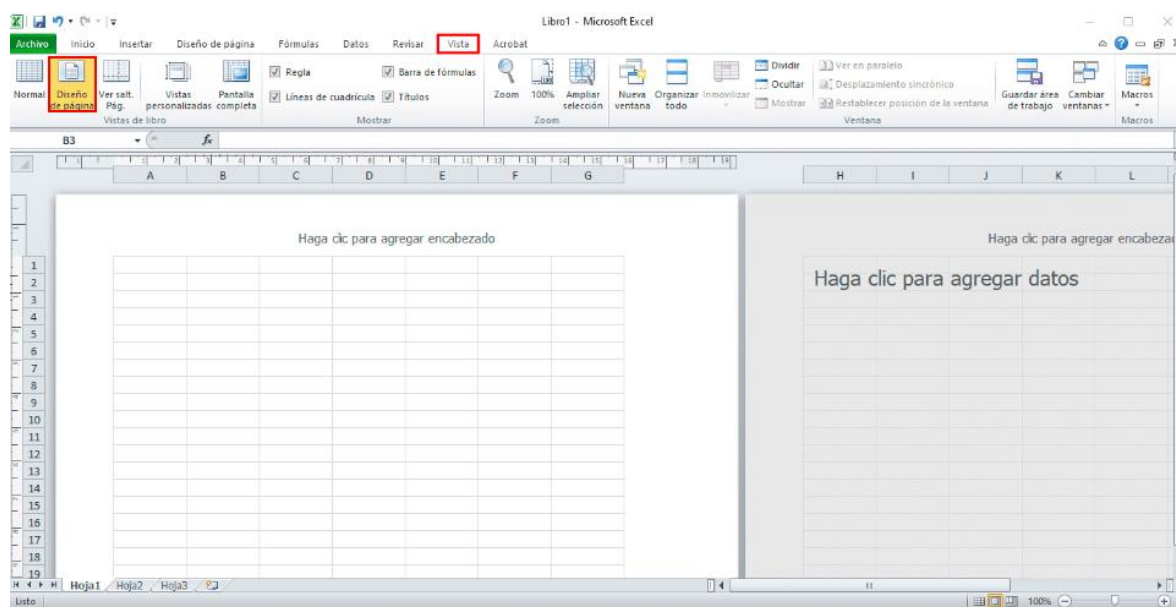 Libro1 - Microsoft Excel
Archivo Inicio Insertar Diseño de página Fórmulas Datos Revisar Vista Acrobat
Normal Diseño de página Ver salt. Pág. Vistas personalizadas Pantalla completa
Regla Barra de fórmulas
Líneas de cuadrícula Títulos
Zoom 100% Ampliar selección
Nueva ventana Organizar todo Inmovilizar
Dividir
Ocultar
Mostrar
Ver en paralelo
Desplazamiento sincrónico
Restablecer posición de la ventana
Guardar área de trabajo Cambiar ventanas Macros
Vistas de libro Mostrar Zoom Ventana Macros
B3 fx
A B C D E F G H I J K L
Haga clic para agregar encabezado
Haga clic para agregar encabezad
Haga clic para agregar datos
1
2
3
4
5
6
7
8
9
10
11
12
13
14
15
16
17
18
19
Hoja1 Hoja2 Hoja3
Listo 100%